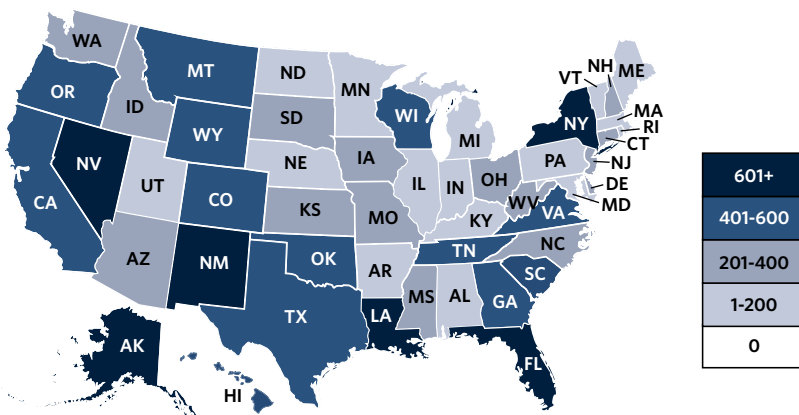 WA
MT
ND
MN
VT
NH
ME
OR
ID
SD
WI
MI
NY
MA
RI
CT
NV
WY
NE
IA
IL
IN
OH
PA
NJ
DE
MD
CA
UT
CO
KS
MO
KY
WV
VA
AZ
NM
OK
AR
TN
NC
TX
LA
MS
AL
GA
SC
AK
HI
FL
601+
401-600
201-400
1-200
0